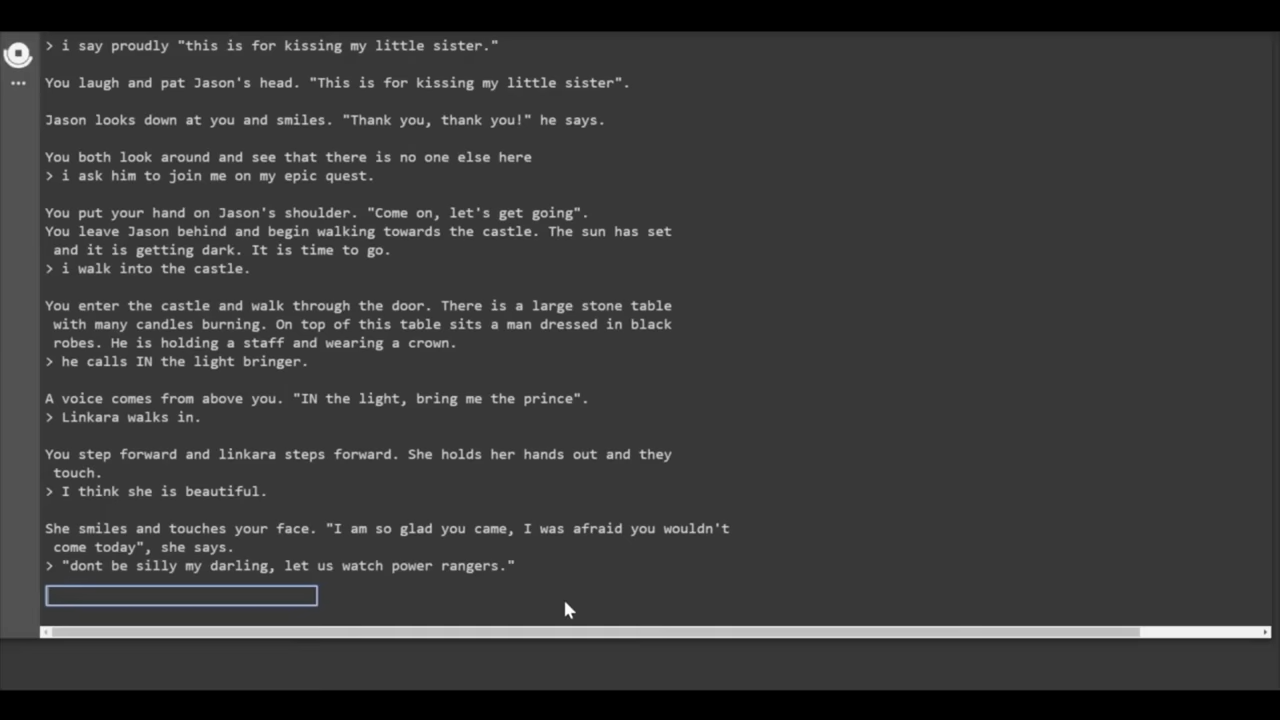 > i say proudly "this is for kissing my little sister."
You laugh and pat Jason's head. "This is for kissing my little sister".
Jason looks down at you and smiles. "Thank you, thank you!" he says.
You both look around and see that there is no one else here
> i ask him to join me on my epic quest.
You put your hand on Jason's shoulder. "Come on, let's get going".
You leave Jason behind and begin walking towards the castle. The sun has set
and it is getting dark. It is time to go.
> i walk into the castle.
You enter the castle and walk through the door. There is a large stone table
with many candles burning. On top of this table sits a man dressed in black
robes. He is holding a staff and wearing a crown.
> he calls IN the light bringer.
A voice comes from above you. "IN the light, bring me the prince".
> Linkara walks in.
You step forward and linkara steps forward. She holds her hands out and they
touch.
> I think she is beautiful.
She smiles and touches your face. "I am so glad you came, I was afraid you wouldn't
come today", she says.
> "dont be silly my darling, let us watch power rangers."